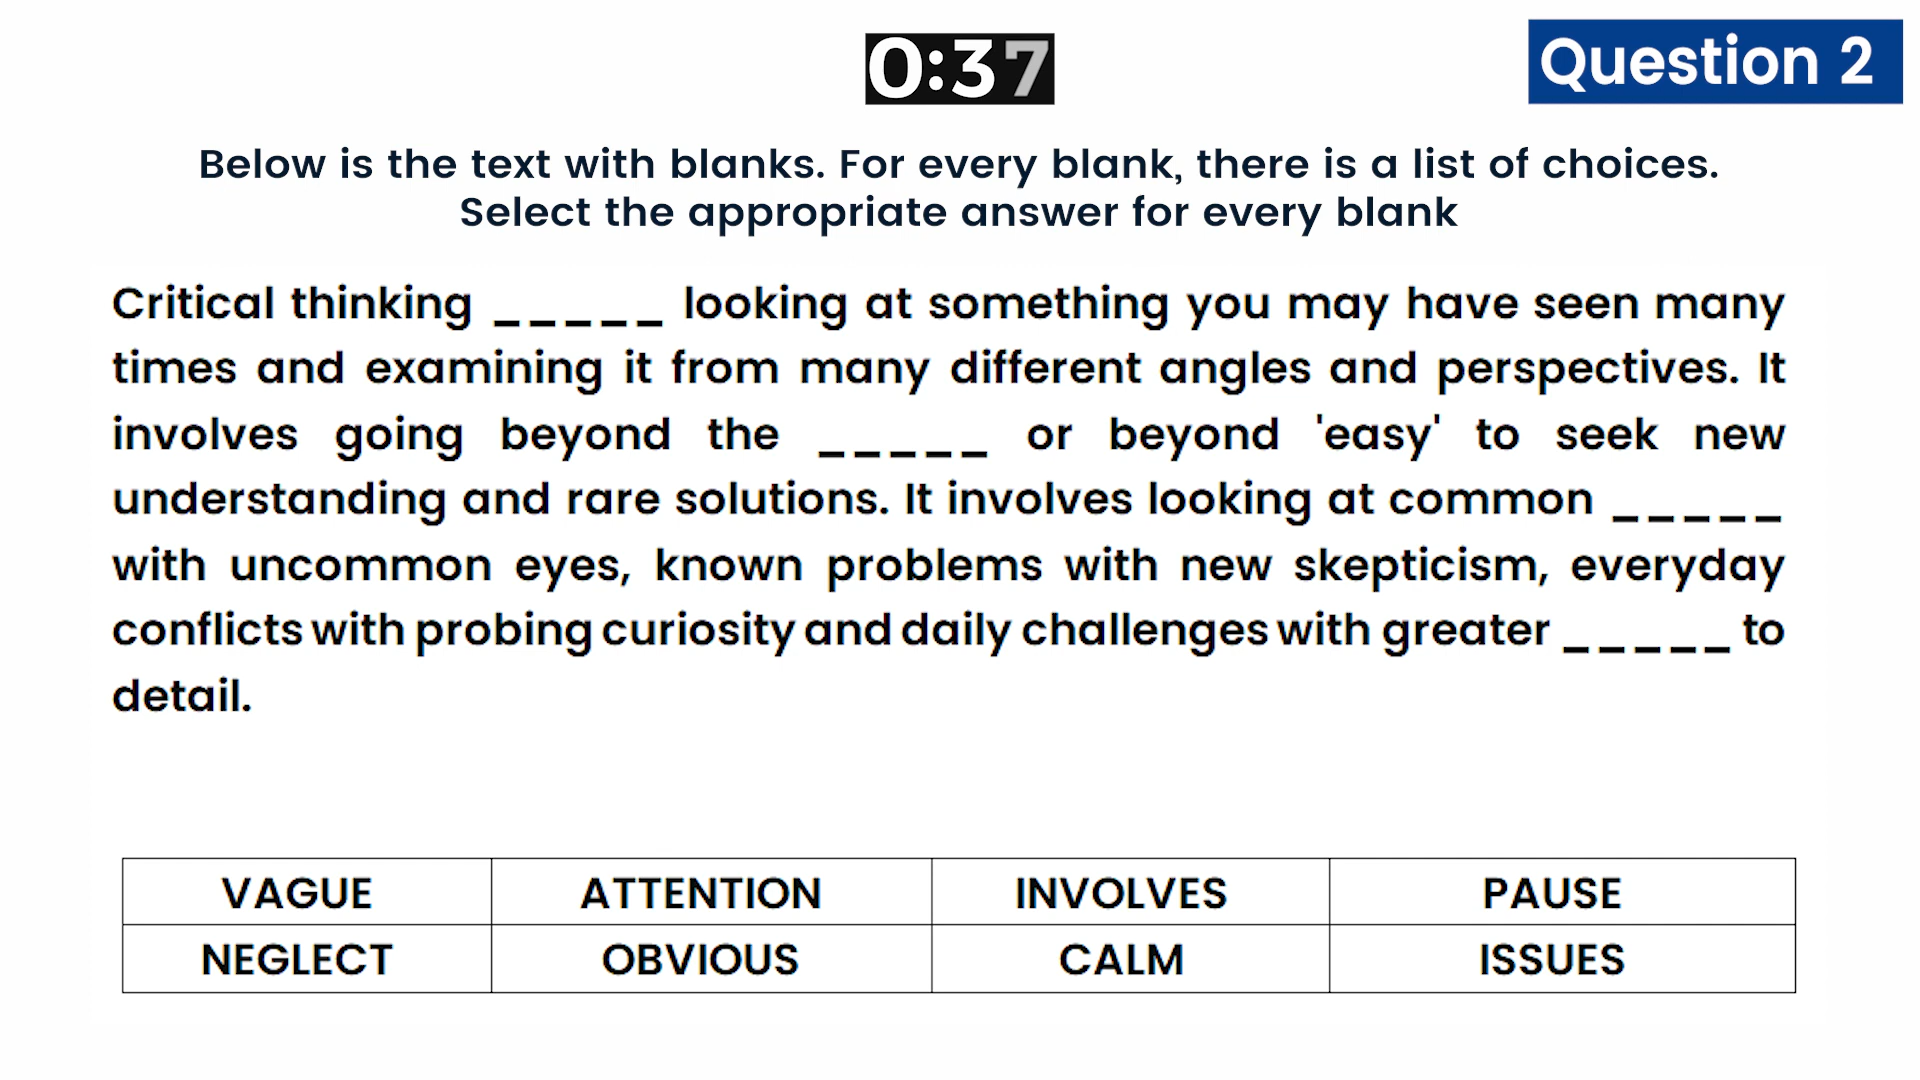 0:37
Question 2
Below is the text with blanks. For every blank, there is a list of choices.
Select the appropriate answer for every blank
Critical thinking _____ looking at something you may have seen many
times and examining it from many different angles and perspectives. It
involves going beyond the _____ or beyond 'easy' to seek new
understanding and rare solutions. It involves looking at common _____
with uncommon eyes, known problems with new skepticism, everyday
conflicts with probing curiosity and daily challenges with greater _____ to
detail.
VAGUE ATTENTION INVOLVES PAUSE
NEGLECT OBVIOUS CALM ISSUES